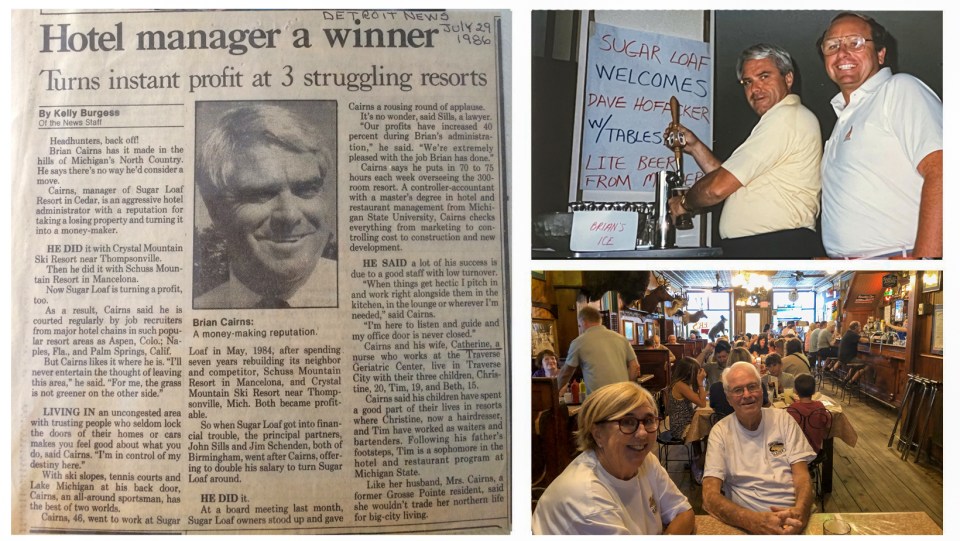 DETROIT NEWS
JULY 29
1986
Hotel manager a winner
Turns instant profit at 3 struggling resorts
By Kelly Burgess
Of the News Staff
Headhunters, back off!
Brian Cairns has it made in the
hills of Michigan's North Country.
He says there's no way he'd consider a
move.
Cairns, manager of Sugar Loaf
Resort in Cedar, is an aggressive hotel
administrator with a reputation for
taking a losing property and turning it
into a money-maker.
HE DID it with Crystal Mountain
Ski Resort near Thompsonville.
Then he did it with Schuss Moun-
tain Resort in Mancelona.
Now Sugar Loaf is turning a profit,
too.
As a result, Cairns said he is
courted regularly by job recruiters
from major hotel chains in such popu-
lar resort areas as Aspen, Colo.; Na-
ples, Fla., and Palm Springs, Calif.
But Cairns likes it where he is. "I'll
never entertain the thought of leaving
this area," he said. "For me, the grass
is not greener on the other side."
LIVING IN an uncongested area
with trusting people who seldom lock
the doors of their homes or cars
makes you feel good about what you
do, said Cairns. "I'm in control of my
destiny here."
With ski slopes, tennis courts and
Lake Michigan at his back door,
Cairns, an all-around sportsman, has
the best of two worlds.
Cairns, 46, went to work at Sugar
Brian Cairns:
A money-making reputation.
Loaf in May, 1984, after spending
seven years rebuilding its neighbor
and competitor, Schuss Mountain
Resort in Mancelona, and Crystal
Mountain Ski Resort near Thomp-
sonville, Mich. Both became profit-
able.
So when Sugar Loaf got into finan-
cial trouble, the principal partners,
John Sills and Jim Schenden, both of
Birmingham, went after Cairns, offer-
ing to double his salary to turn Sugar
Loaf around.
HE DID it.
At a board meeting last month,
Sugar Loaf owners stood up and gave
Cairns a rousing round of applause.
It's no wonder, said Sills, a lawyer.
"Our profits have increased 40
percent during Brian's administra-
tion," he said. "We're extremely
pleased with the job Brian has done."
Cairns says he puts in 70 to 75
hours each week overseeing the 300-
room resort. A controller-accountant
with a master's degree in hotel and
restaurant management from Michi-
gan State University, Cairns checks
everything from marketing to con-
trolling cost to construction and new
development.
HE SAID a lot of his success is
due to a good staff with low turnover.
"When things get hectic I pitch in
and work right alongside them in the
kitchen, in the lounge or wherever I'm
needed," said Cairns.
"I'm here to listen and guide and
my office door is never closed."
Cairns and his wife, Catherine, a
nurse who works at the Traverse
Geriatric Center, live in Traverse
City with their three children, Chris-
tine, 20, Tim, 19, and Beth, 15.
Cairns said his children have spent
a good part of their lives in resorts
where Christine, now a hairdresser,
and Tim have worked as waiters and
bartenders. Following his father's
footsteps, Tim is a sophomore in the
hotel and restaurant program at
Michigan State.
Like her husband, Mrs. Cairns, a
former Grosse Pointe resident, said
she wouldn't trade her northern life
for big-city living.
SUGAR LOAF
WELCOMES
DAVE
W/TABLES
LITE BEER
FROM
BRIAN'S
ICE